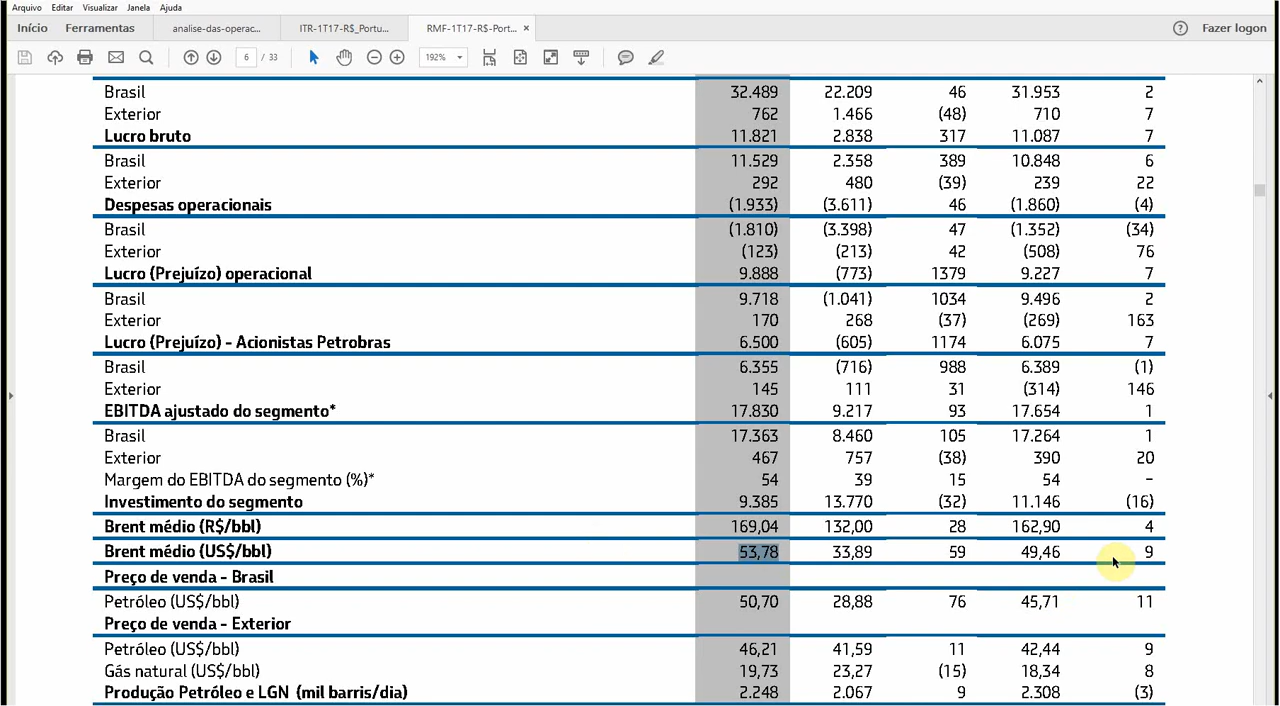 Arquivo Editar Visualizar Janela Ajuda
Início Ferramentas analise-das-operac... ITR-1T17-R$_Portu... RMF-1T17-R$-Port... × ? Fazer logon
6 / 33 192%
Brasil 32.489 22.209 46 31.953 2
Exterior 762 1.466 (48) 710 7
Lucro bruto 11.821 2.838 317 11.087 7
Brasil 11.529 2.358 389 10.848 6
Exterior 292 480 (39) 239 22
Despesas operacionais (1.933) (3.611) 46 (1.860) (4)
Brasil (1.810) (3.398) 47 (1.352) (34)
Exterior (123) (213) 42 (508) 76
Lucro (Prejuízo) operacional 9.888 (773) 1379 9.227 7
Brasil 9.718 (1.041) 1034 9.496 2
Exterior 170 268 (37) (269) 163
Lucro (Prejuízo) - Acionistas Petrobras 6.500 (605) 1174 6.075 7
Brasil 6.355 (716) 988 6.389 (1)
Exterior 145 111 31 (314) 146
EBITDA ajustado do segmento* 17.830 9.217 93 17.654 1
Brasil 17.363 8.460 105 17.264 1
Exterior 467 757 (38) 390 20
Margem do EBITDA do segmento (%)* 54 39 15 54 –
Investimento do segmento 9.385 13.770 (32) 11.146 (16)
Brent médio (R$/bbl) 169,04 132,00 28 162,90 4
Brent médio (US$/bbl) 53,78 33,89 59 49,46 9
Preço de venda - Brasil
Petróleo (US$/bbl) 50,70 28,88 76 45,71 11
Preço de venda - Exterior
Petróleo (US$/bbl) 46,21 41,59 11 42,44 9
Gás natural (US$/bbl) 19,73 23,27 (15) 18,34 8
Produção Petróleo e LGN (mil barris/dia) 2.248 2.067 9 2.308 (3)